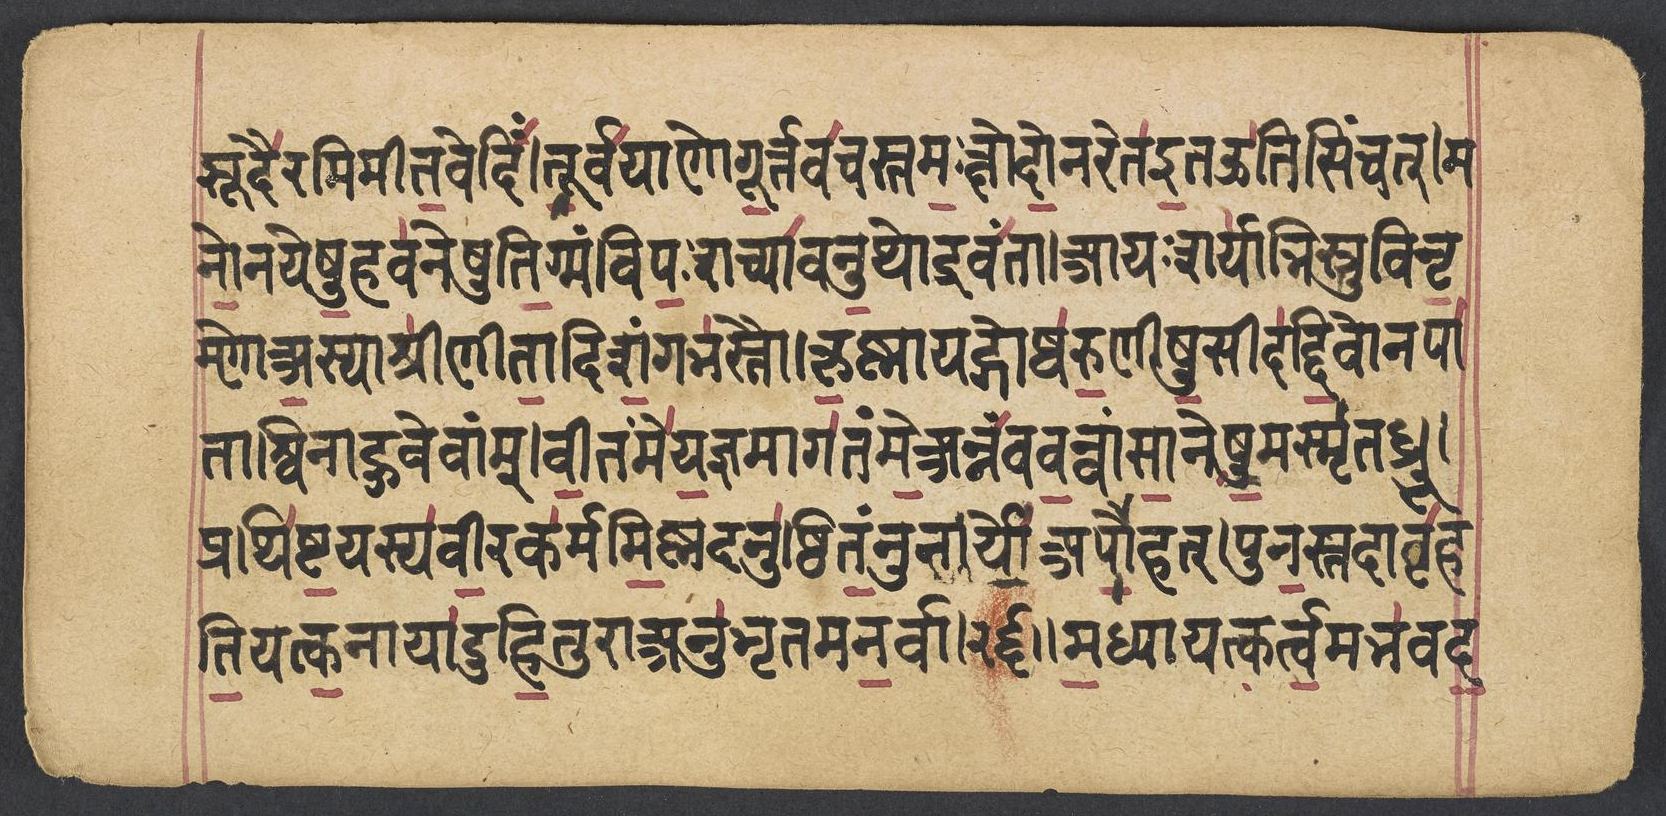 सूदैरमिमीतवेदिं।तूर्वयाणोगूर्तवचस्तमःक्षोदोनरेतइतऊतिसिंचत्।म
नोनयेषुहवनेषुतिग्मंविपःशच्यावनुथोद्रवंता।आयःशर्याभिस्तुविनृ
म्णोअस्याश्रीणीतादिशंगभस्तौ।कृष्णायद्गोष्वरुणीषुसीदद्दिवोनपा
ताश्विनाहुवेवाम्।वीतंमेयज्ञमागतंमेअन्नंववन्वांसानेषमस्मृतध्रू।
प्रथिष्टयस्यवीरकर्ममिष्णदनुष्ठितंनुनर्योअपौहत्।पुनस्तदावृह
तियत्कनायादुहितुराअनुभृतमनर्वा।२६॥मध्यायत्कर्त्वमभवद